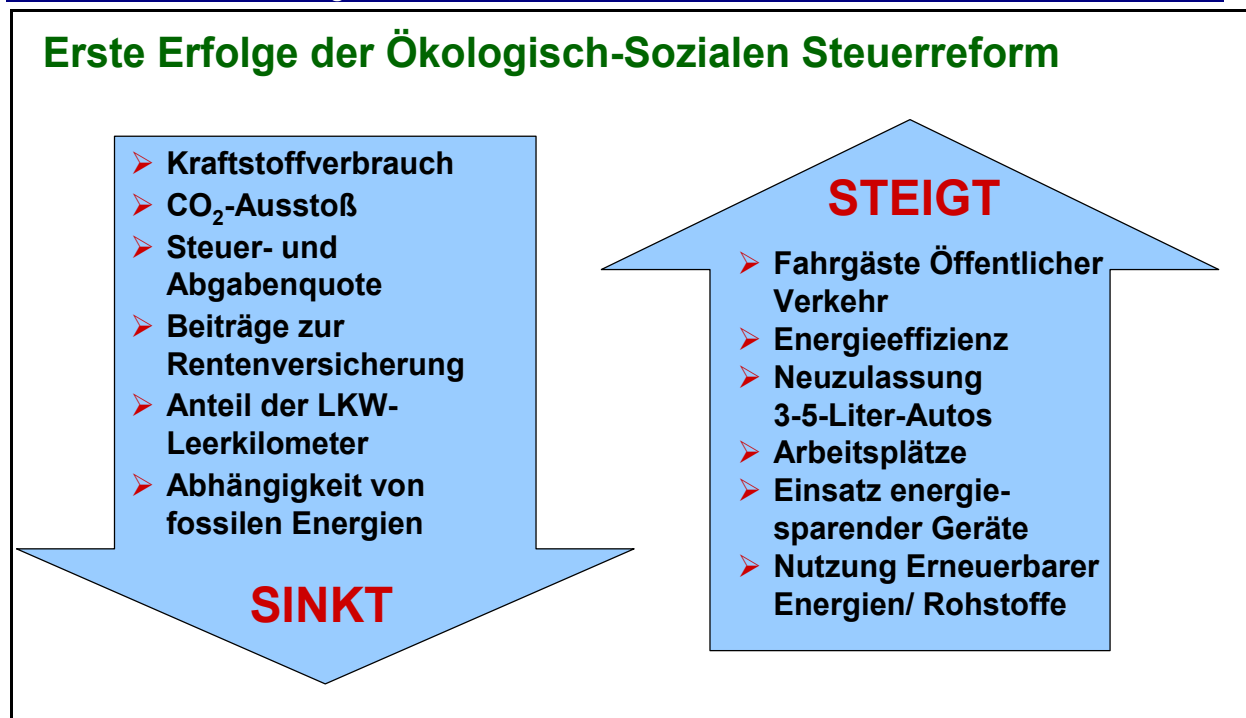 Erste Erfolge der Ökologisch-Sozialen Steuerreform
➢ Kraftstoffverbrauch
➢ CO₂-Ausstoß
➢ Steuer- und
Abgabenquote
➢ Beiträge zur
Rentenversicherung
➢ Anteil der LKW-
Leerkilometer
➢ Abhängigkeit von
fossilen Energien
SINKT
STEIGT
➢ Fahrgäste Öffentlicher
Verkehr
➢ Energieeffizienz
➢ Neuzulassung
3-5-Liter-Autos
➢ Arbeitsplätze
➢ Einsatz energie-
sparender Geräte
➢ Nutzung Erneuerbarer
Energien/ Rohstoffe